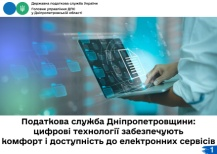 Державна податкова служба України
Головне управління ДПС
у Дніпропетровській області
Податкова служба Дніпропетровщини:
цифрові технології забезпечують
комфорт і доступність до електронних сервісів
1